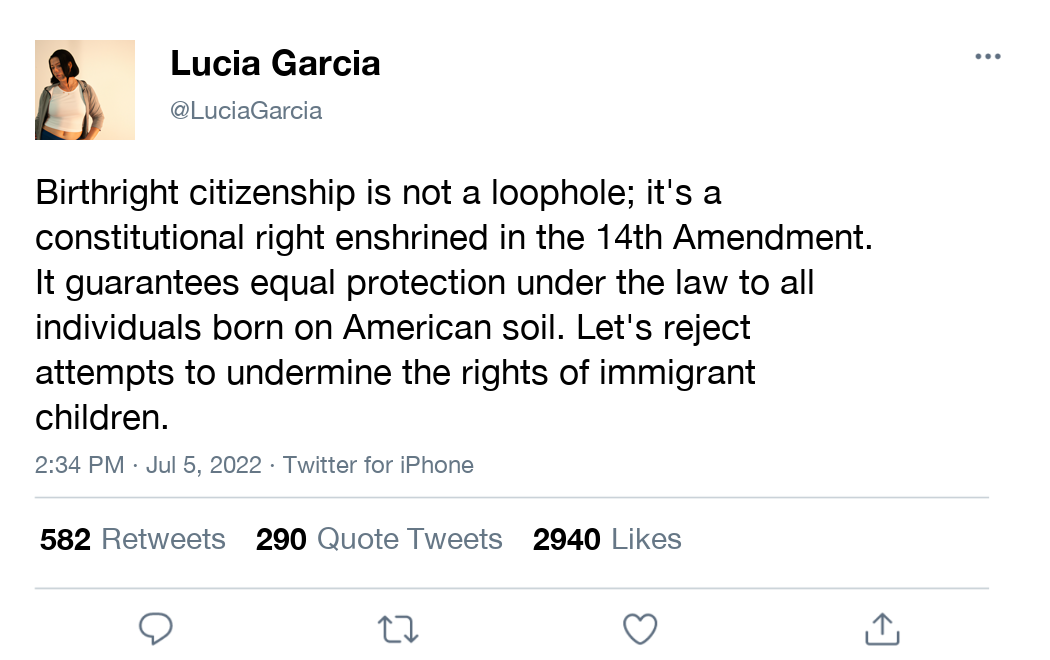 Lucia Garcia
@LuciaGarcia
Birthright citizenship is not a loophole; it's a
constitutional right enshrined in the 14th Amendment.
It guarantees equal protection under the law to all
individuals born on American soil. Let's reject
attempts to undermine the rights of immigrant
children.
2:34 PM · Jul 5, 2022 · Twitter for iPhone
582 Retweets 290 Quote Tweets 2940 Likes